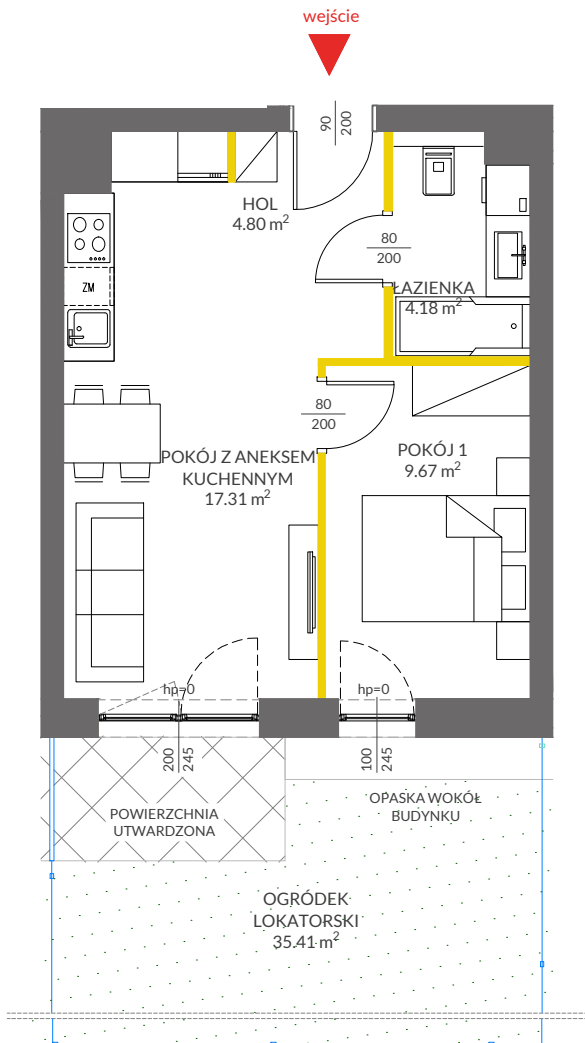 wejście
90
200
HOL
4.80 m²
80
200
ŁAZIENKA
4.18 m²
ZM
80
200
POKÓJ Z ANEKSEM
KUCHENNYM
17.31 m²
POKÓJ 1
9.67 m²
hp=0
hp=0
200
245
100
245
POWIERZCHNIA
UTWARDZONA
OPASKA WOKÓŁ
BUDYNKU
OGRÓDEK
LOKATORSKI
35.41 m²